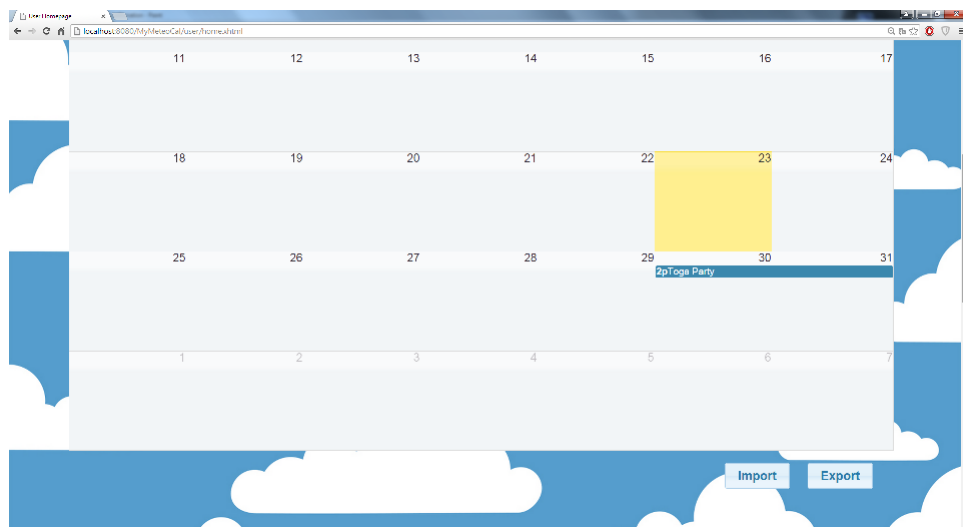 User Homepage
localhost:8080/MyMeteoCal/user/home.xhtml
11 12 13 14 15 16 17
18 19 20 21 22 23 24
25 26 27 28 29 30 31
2pToga Party
1 2 3 4 5 6 7
Import Export